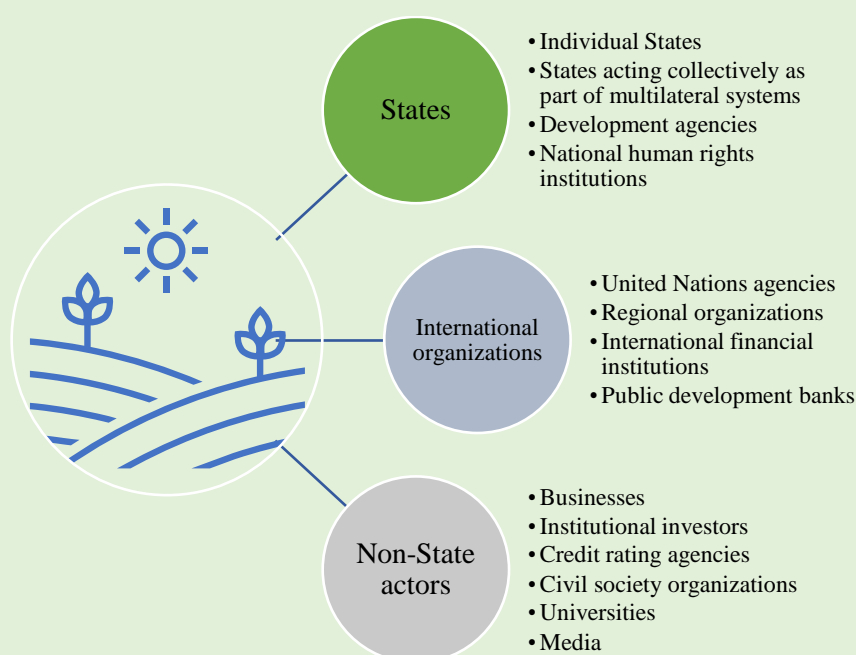 States
• Individual States
• States acting collectively as
part of multilateral systems
• Development agencies
• National human rights
institutions
International
organizations
• United Nations agencies
• Regional organizations
• International financial
institutions
• Public development banks
Non-State
actors
• Businesses
• Institutional investors
• Credit rating agencies
• Civil society organizations
• Universities
• Media